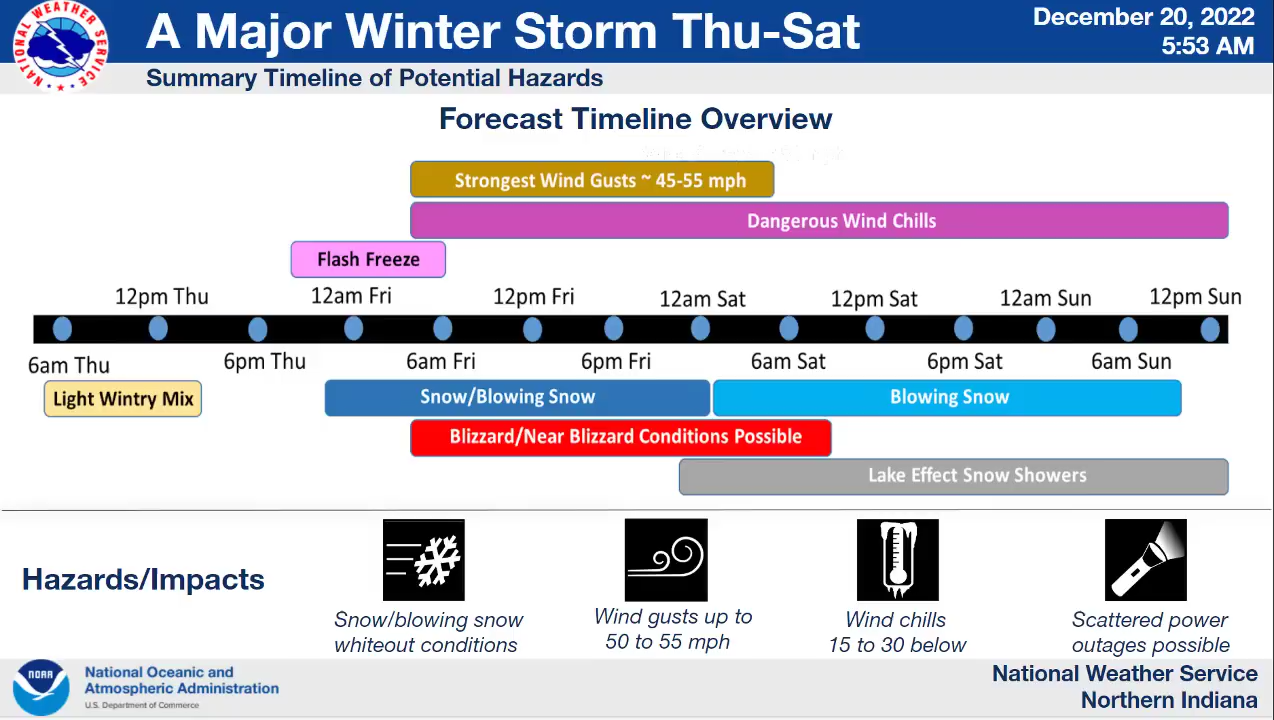 NATIONAL WEATHER SERVICE
A Major Winter Storm Thu-Sat
December 20, 2022
5:53 AM
Summary Timeline of Potential Hazards
Forecast Timeline Overview
Strongest Wind Gusts ~ 45-55 mph
Dangerous Wind Chills
Flash Freeze
12pm Thu 12am Fri 12pm Fri 12am Sat 12pm Sat 12am Sun 12pm Sun
6am Thu 6pm Thu 6am Fri 6pm Fri 6am Sat 6pm Sat 6am Sun
Light Wintry Mix Snow/Blowing Snow Blowing Snow
Blizzard/Near Blizzard Conditions Possible
Lake Effect Snow Showers
Hazards/Impacts
Snow/blowing snow
whiteout conditions
Wind gusts up to
50 to 55 mph
Wind chills
15 to 30 below
Scattered power
outages possible
NOAA
National Oceanic and
Atmospheric Administration
U.S. Department of Commerce
National Weather Service
Northern Indiana